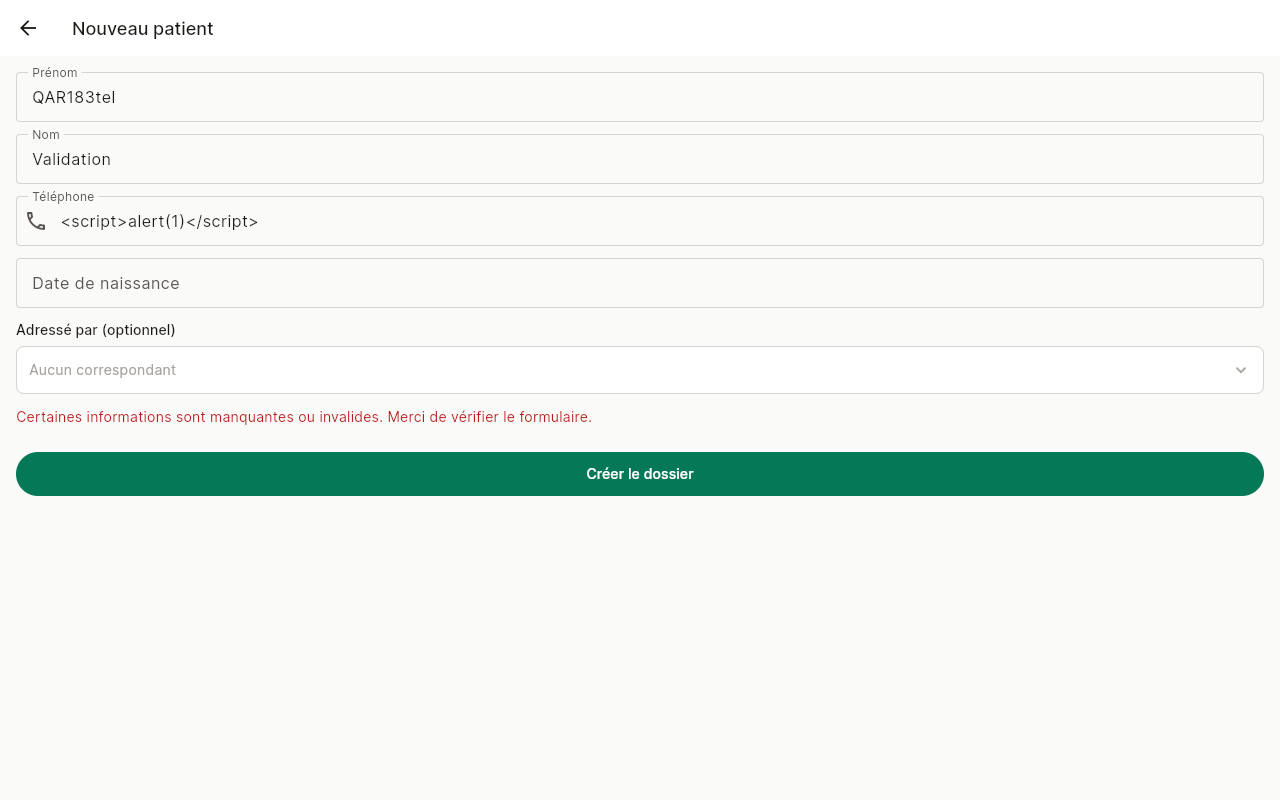 Nouveau patient
Prénom
QAR183tel
Nom
Validation
Téléphone
<script>alert(1)</script>
Date de naissance
Adressé par (optionnel)
Aucun correspondant
Certaines informations sont manquantes ou invalides. Merci de vérifier le formulaire.
Créer le dossier